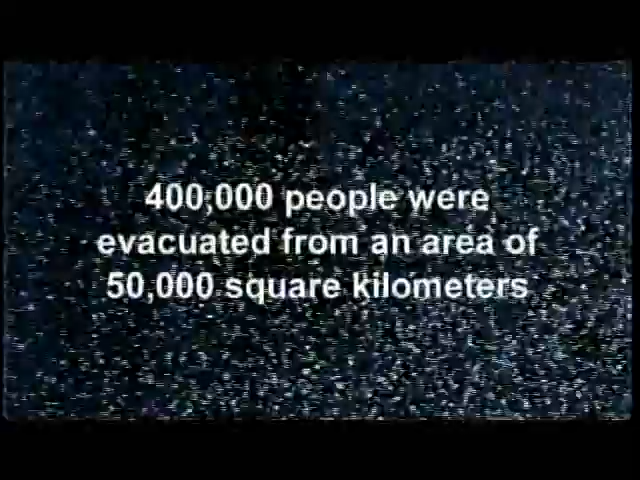 400,000 people were
evacuated from an area of
50,000 square kilometers